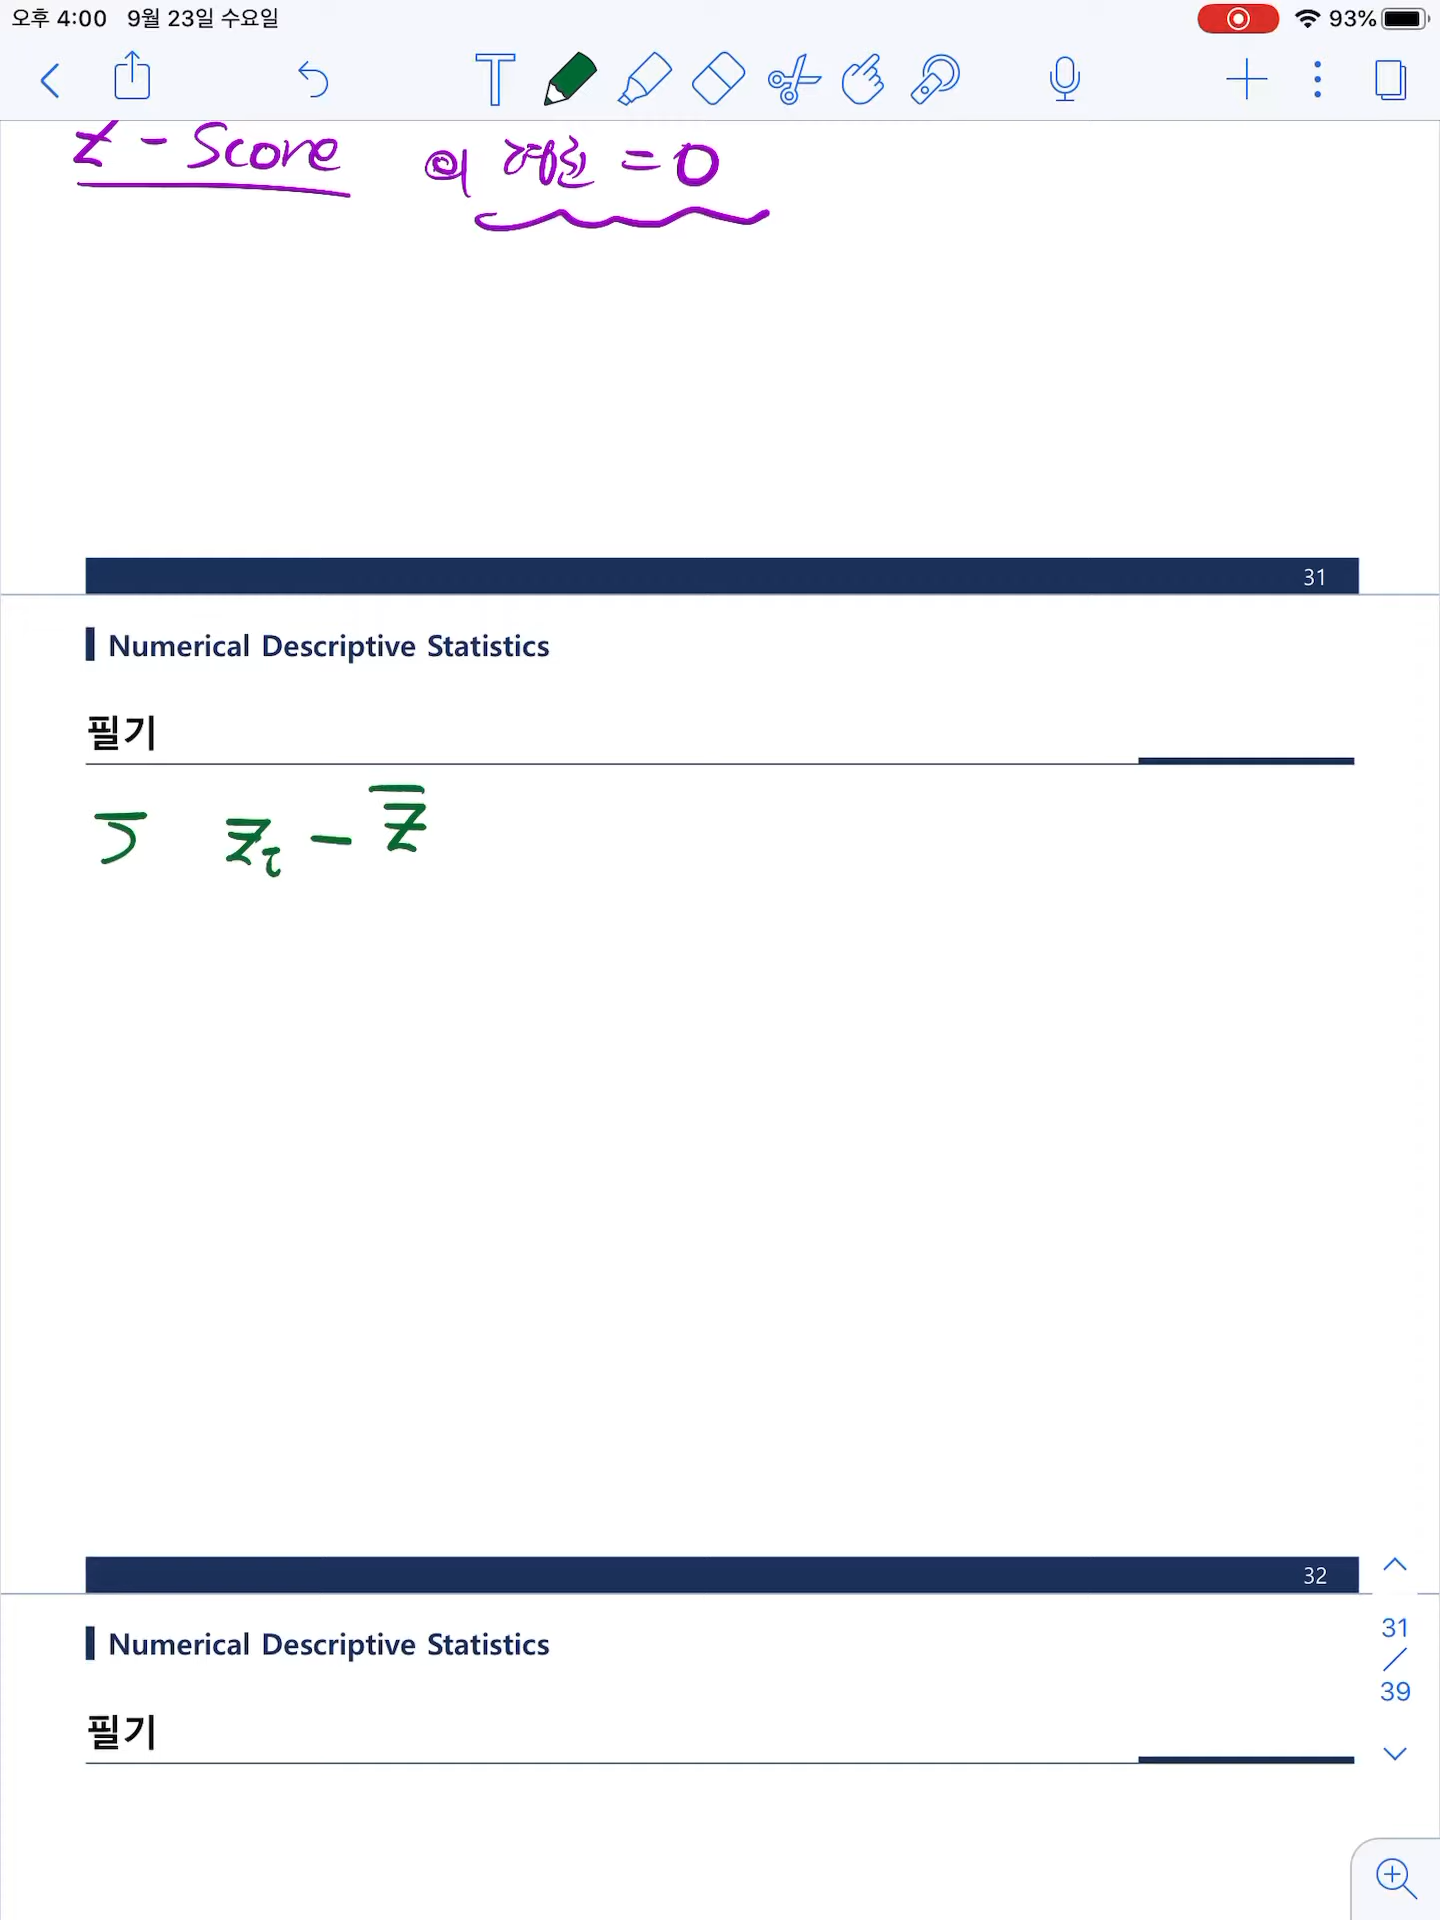 오후 4:00 9월 23일 수요일 93%
T
Z-Score 의 평균 = 0
31
Numerical Descriptive Statistics
필기
Zᵢ - Z̄
32
Numerical Descriptive Statistics
필기
31
/
39